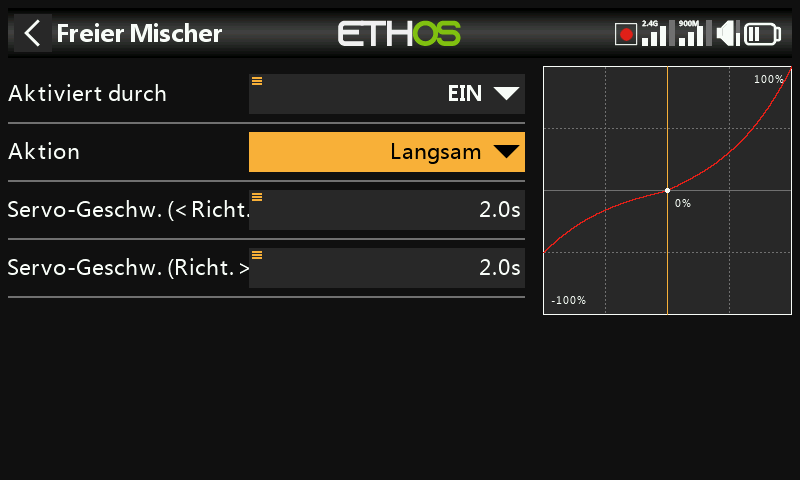 Freier Mischer
ETHOS
2.4G
900M
Aktiviert durch
EIN
Aktion
Langsam
Servo-Geschw. (< Richt.
2.0s
Servo-Geschw. (Richt. >
2.0s
100%
0%
-100%